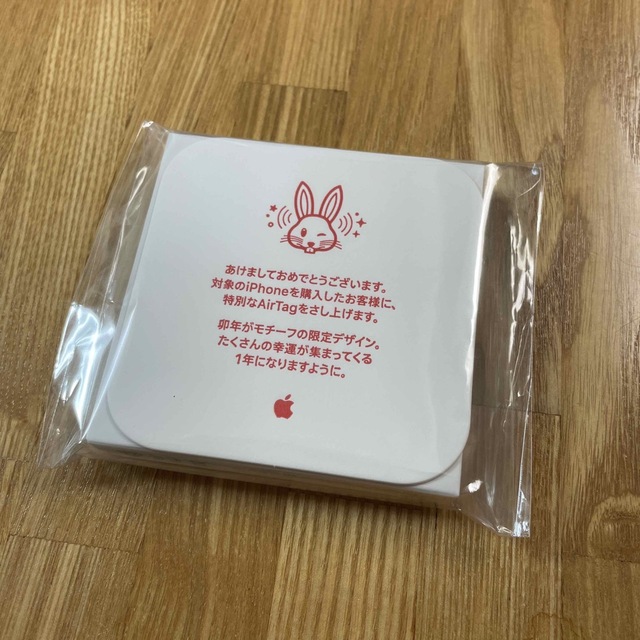 あけましておめでとうございます。
対象のiPhoneを購入したお客様に、
特別なAirTagをさし上げます。
卯年がモチーフの限定デザイン。
たくさんの幸運が集まってくる
1年になりますように。